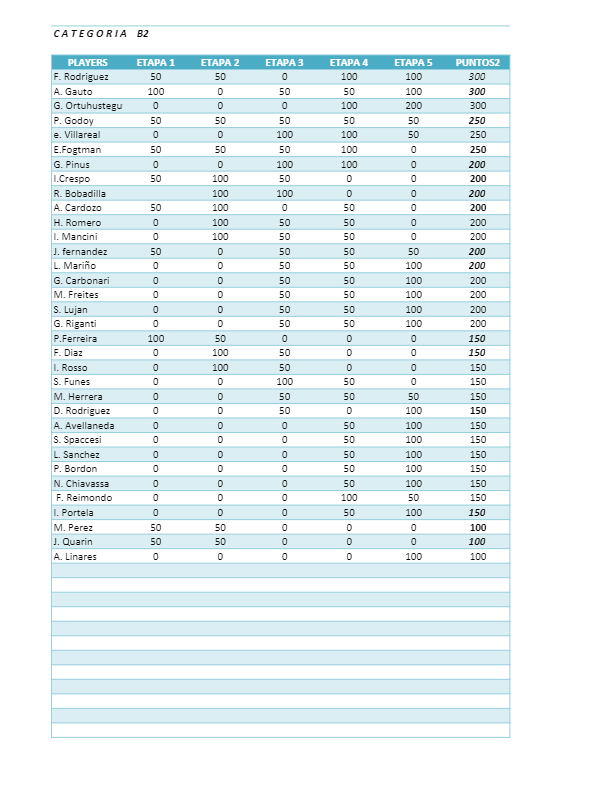 CATEGORIA B2
PLAYERS ETAPA 1 ETAPA 2 ETAPA 3 ETAPA 4 ETAPA 5 PUNTOS2
F. Rodriguez 50 50 0 100 100 300
A. Gauto 100 0 50 50 100 300
G. Ortuhustegu 0 0 0 100 200 300
P. Godoy 50 50 50 50 50 250
e. Villareal 0 0 100 100 50 250
E.Fogtman 50 50 50 100 0 250
G. Pinus 0 0 100 100 0 200
I.Crespo 50 100 50 0 0 200
R. Bobadilla 100 100 0 0 200
A. Cardozo 50 100 0 50 0 200
H. Romero 0 100 50 50 0 200
I. Mancini 0 100 50 50 0 200
J. fernandez 50 0 50 50 50 200
L. Mariño 0 0 50 50 100 200
G. Carbonari 0 0 50 50 100 200
M. Freites 0 0 50 50 100 200
S. Lujan 0 0 50 50 100 200
G. Riganti 0 0 50 50 100 200
P.Ferreira 100 50 0 0 0 150
F. Diaz 0 100 50 0 0 150
I. Rosso 0 100 50 0 0 150
S. Funes 0 0 100 50 0 150
M. Herrera 0 0 50 50 50 150
D. Rodriguez 0 0 50 0 100 150
A. Avellaneda 0 0 0 50 100 150
S. Spaccesi 0 0 0 50 100 150
L. Sanchez 0 0 0 50 100 150
P. Bordon 0 0 0 50 100 150
N. Chiavassa 0 0 0 50 100 150
F. Reimondo 0 0 0 100 50 150
I. Portela 0 0 0 50 100 150
M. Perez 50 50 0 0 0 100
J. Quarin 50 50 0 0 0 100
A. Linares 0 0 0 0 100 100